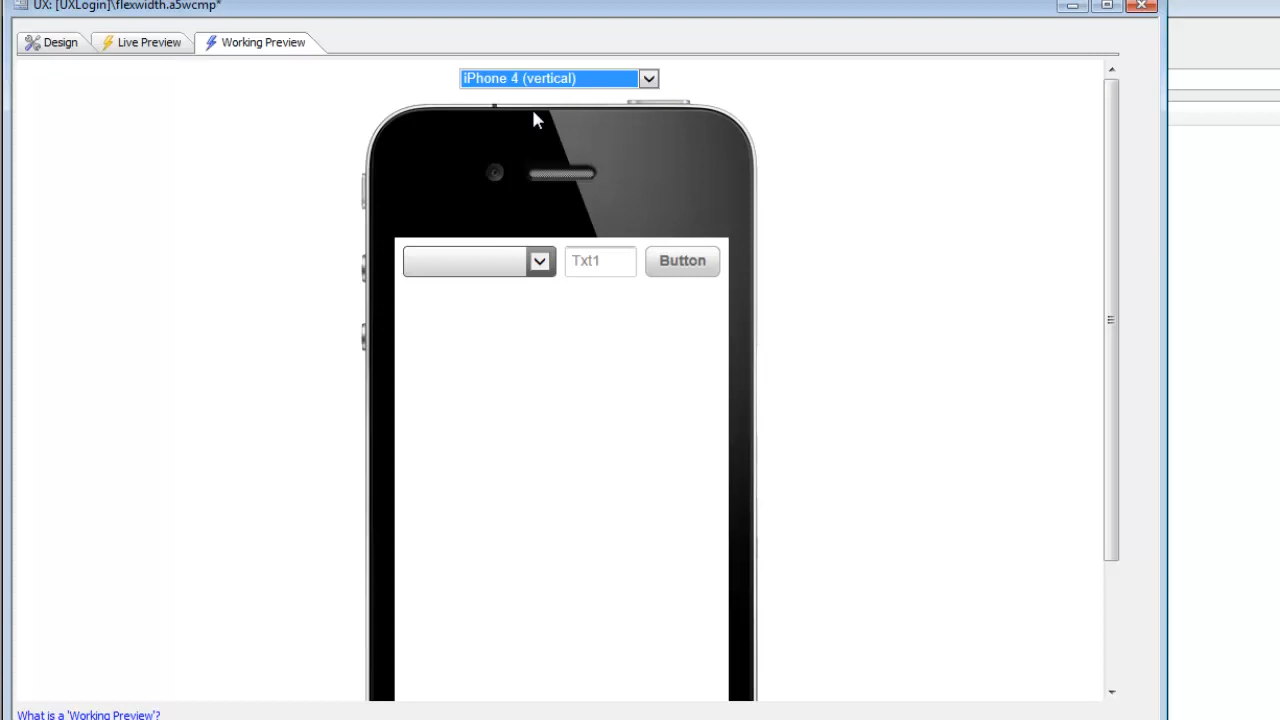 UX: [UXLogin]\flexwidth.a5wcmp*
Design
Live Preview
Working Preview
iPhone 4 (vertical)
Txt1
Button
What is a 'Working Preview'?